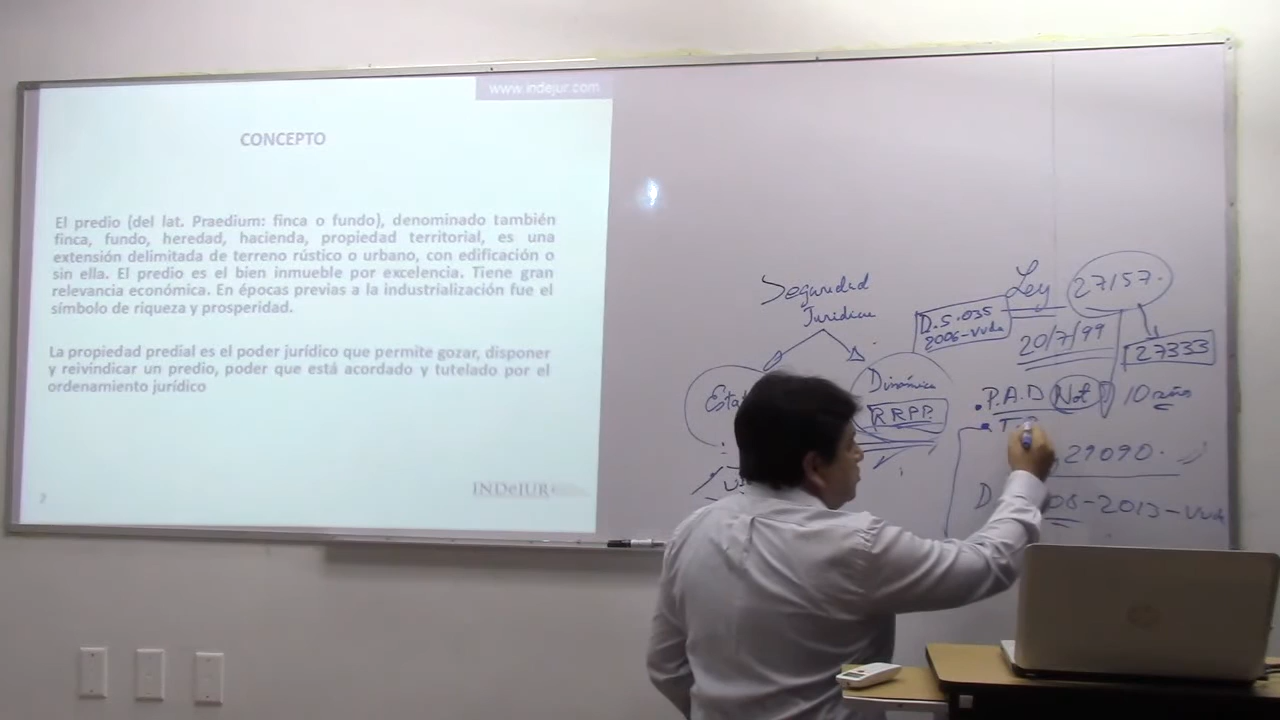 www.indejur.com
CONCEPTO
El predio (del lat. Praedium: finca o fundo), denominado también
finca, fundo, heredad, hacienda, propiedad territorial, es una
extensión delimitada de terreno rústico o urbano, con edificación o
sin ella. El predio es el bien inmueble por excelencia. Tiene gran
relevancia económica. En épocas previas a la industrialización fue el
símbolo de riqueza y prosperidad.
La propiedad predial es el poder jurídico que permite gozar, disponer
y reivindicar un predio, poder que está acordado y tutelado por el
ordenamiento jurídico
INDeJUR
2
Seguridad
Jurídica
Está
Dinámica
RRPP.
D.S. 035
2006-VVda
Ley 27157.
20/7/99
27333
P.A.D Not 10 años
T.
29090.
D 08-2013-VVda